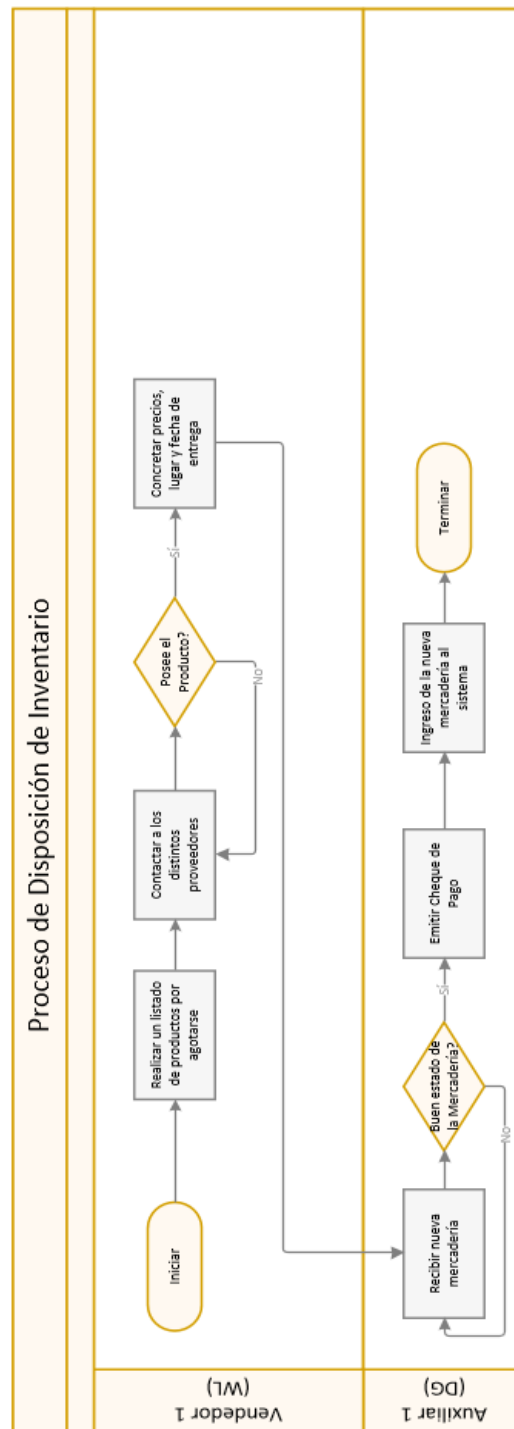 Proceso de Disposición de Inventario
Vendedor 1
(WL)
Iniciar
Realizar un listado
de productos por
agotarse
Contactar a los
distintos
proveedores
Posee el
Producto?
Sí
No
Concretar precios,
lugar y fecha de
entrega
Auxiliar 1
(DG)
Recibir nueva
mercadería
Buen estado de
la Mercadería?
Sí
No
Emitir Cheque de
Pago
Ingreso de la nueva
mercadería al
sistema
Terminar